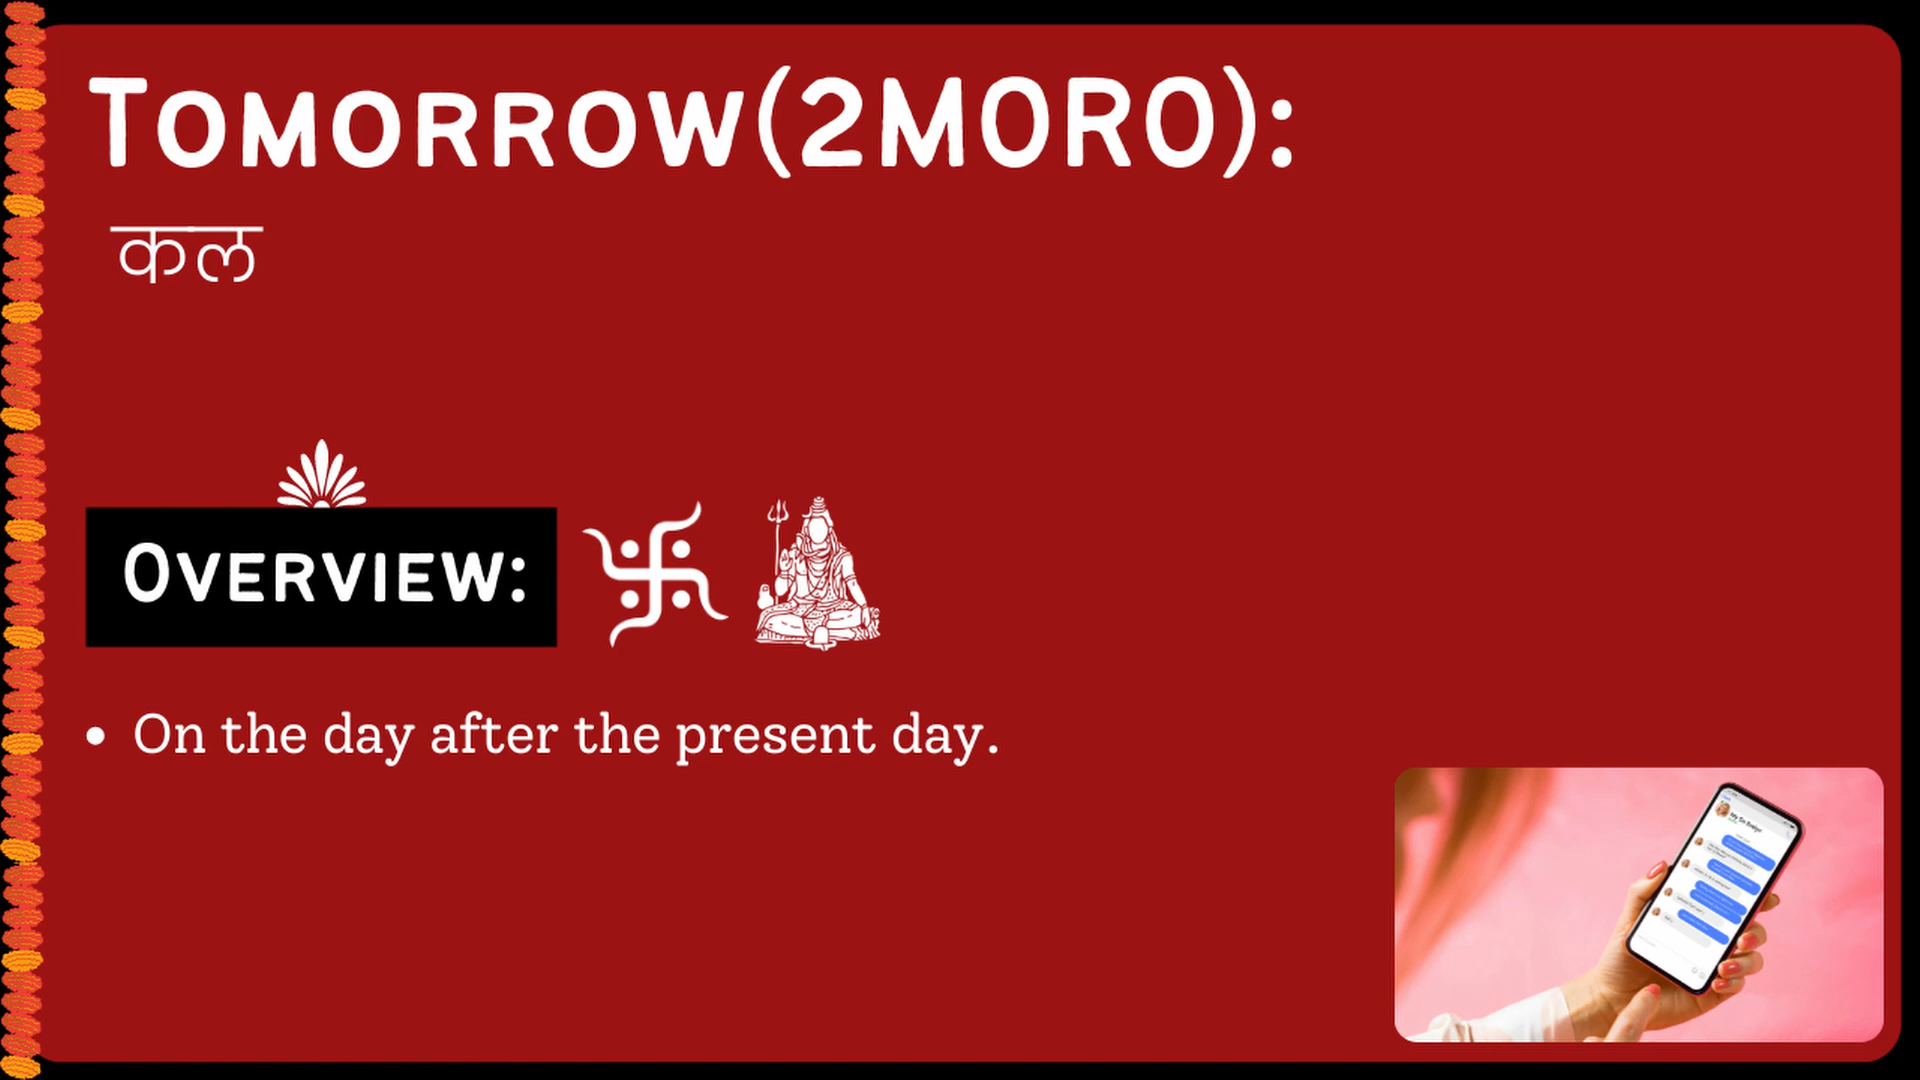 Tomorrow(2MORO):
कल
Overview:
• On the day after the present day.